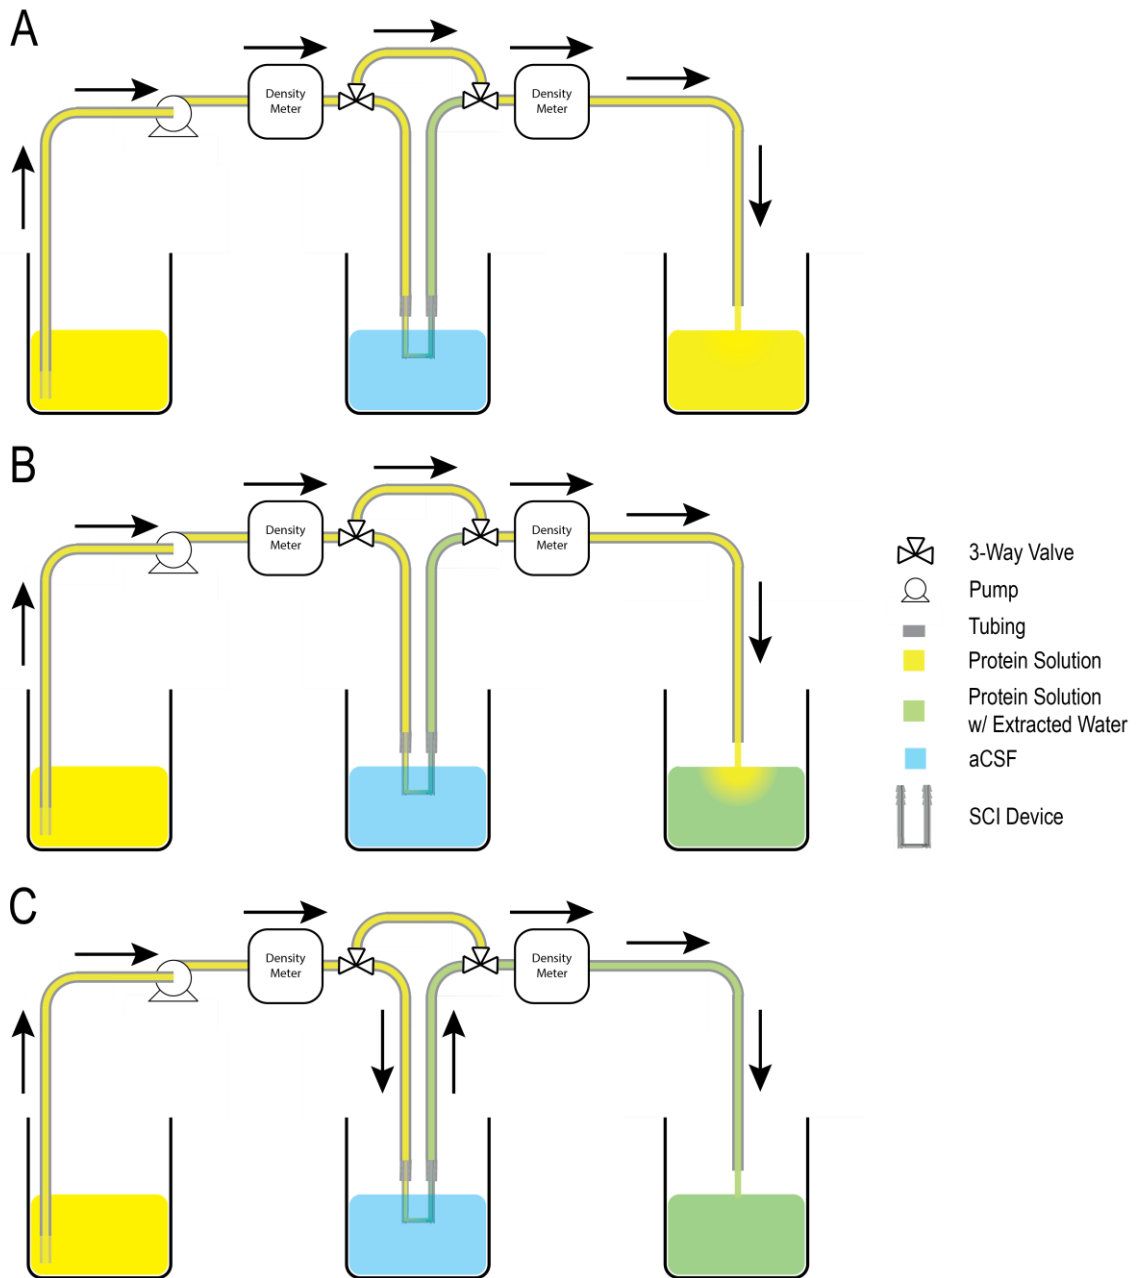 A
Density
Meter
Density
Meter
B
Density
Meter
Density
Meter
3-Way Valve
Pump
Tubing
Protein Solution
Protein Solution
w/ Extracted Water
aCSF
SCI Device
C
Density
Meter
Density
Meter